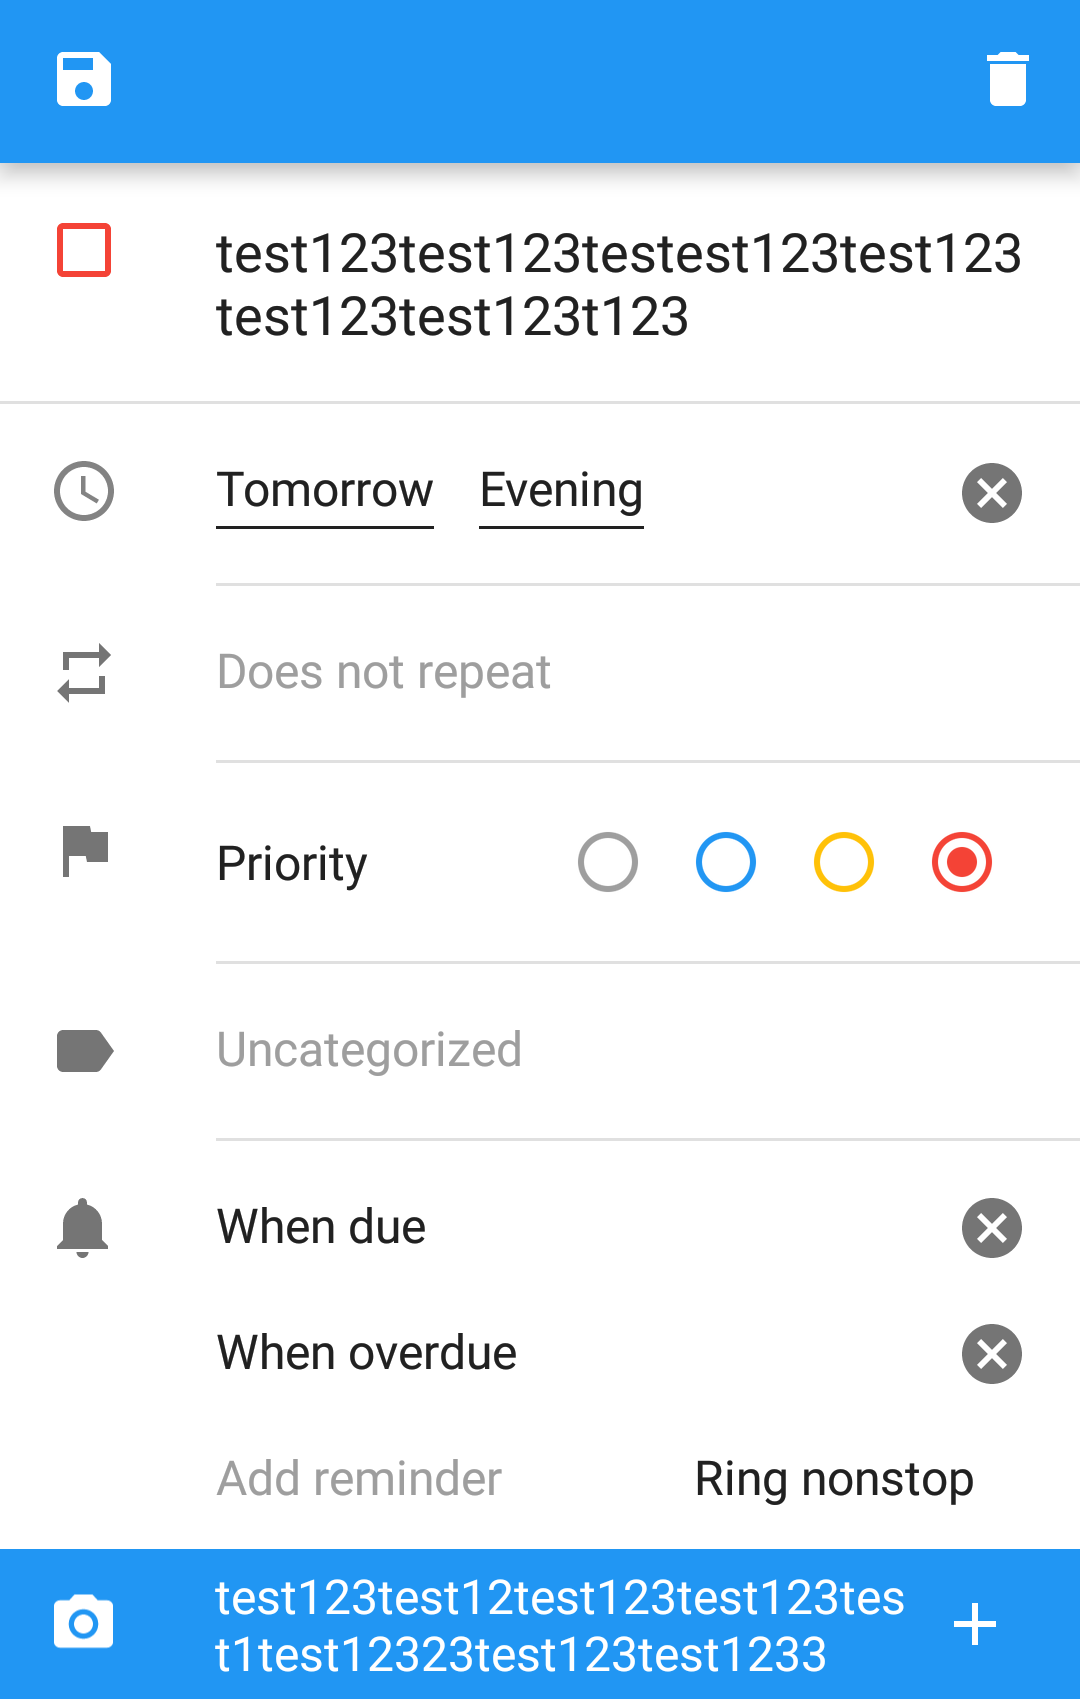 test123test123testest123test123
test123test123t123
Tomorrow Evening
Does not repeat
Priority
Uncategorized
When due
When overdue
Add reminder Ring nonstop
test123test12test123test123tes
t1test12323test123test1233